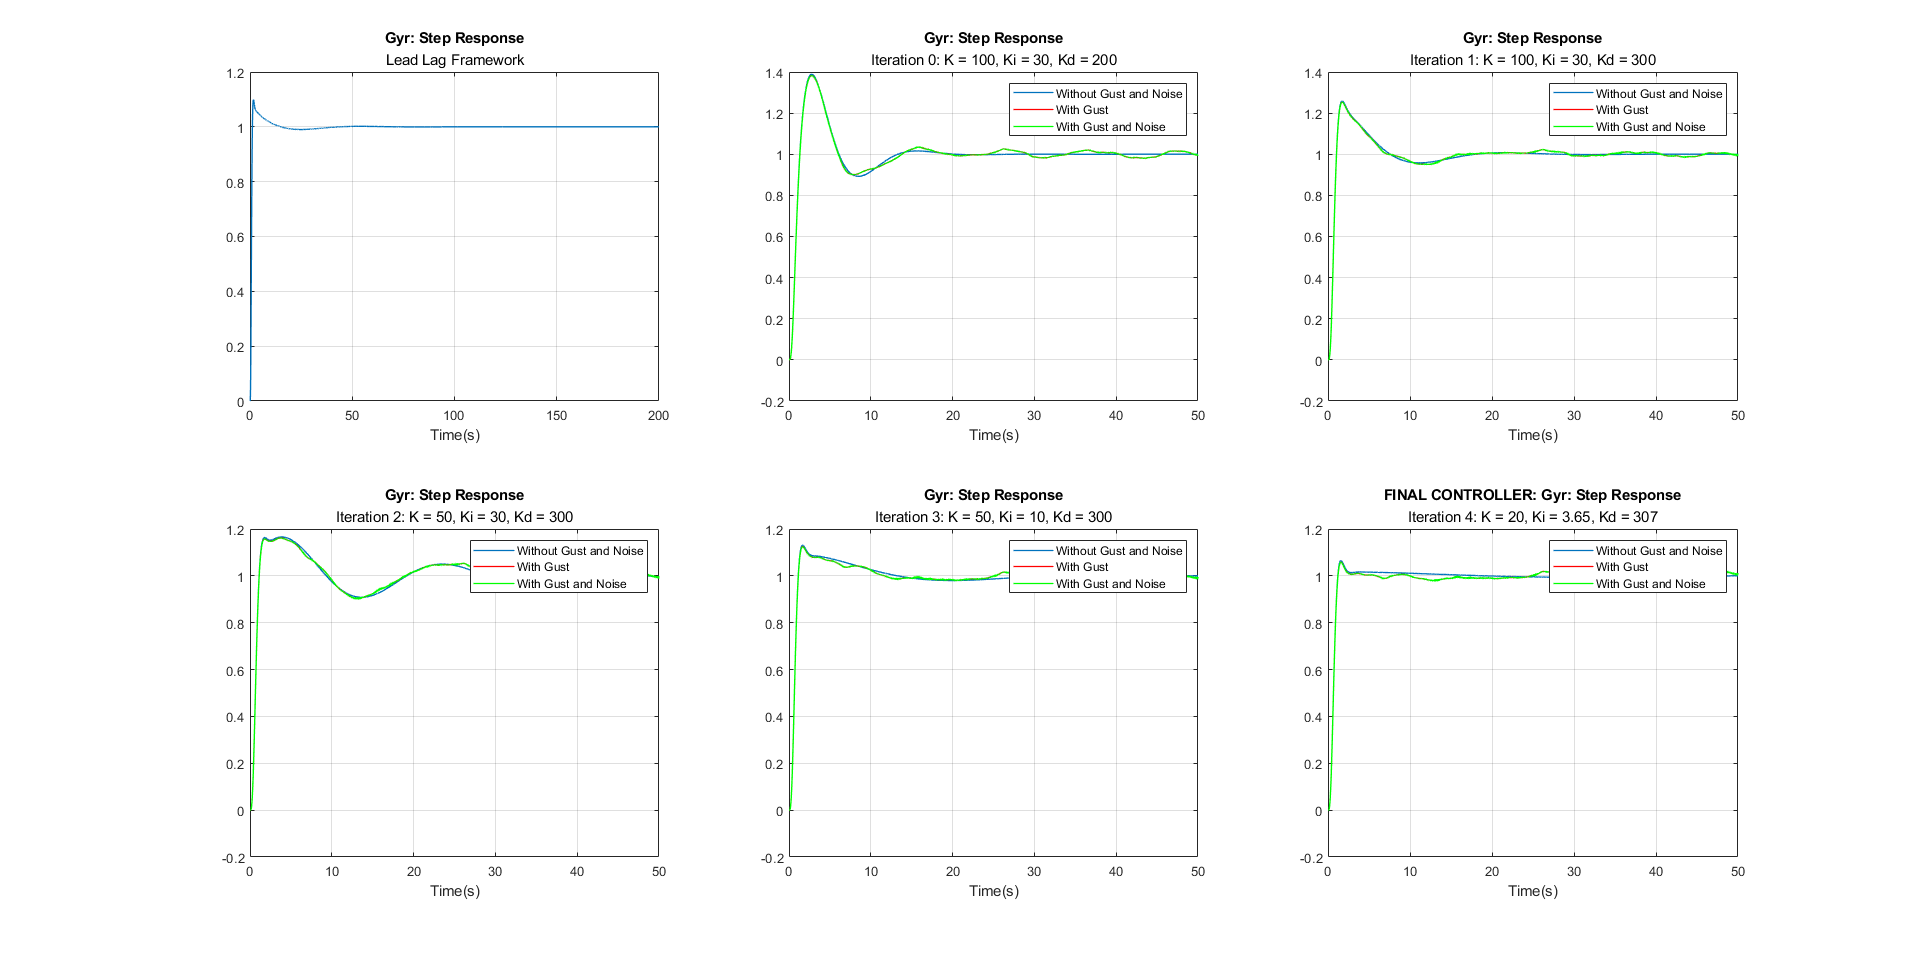 Gyr: Step Response
Lead Lag Framework
1.2
1
0.8
0.6
0.4
0.2
0
0 50 100 150 200
Time(s)
Gyr: Step Response
Iteration 0: K = 100, Ki = 30, Kd = 200
Without Gust and Noise
With Gust
With Gust and Noise
1.4
1.2
1
0.8
0.6
0.4
0.2
0
-0.2
0 10 20 30 40 50
Time(s)
Gyr: Step Response
Iteration 1: K = 100, Ki = 30, Kd = 300
Without Gust and Noise
With Gust
With Gust and Noise
1.4
1.2
1
0.8
0.6
0.4
0.2
0
-0.2
0 10 20 30 40 50
Time(s)
Gyr: Step Response
Iteration 2: K = 50, Ki = 30, Kd = 300
Without Gust and Noise
With Gust
With Gust and Noise
1.2
1
0.8
0.6
0.4
0.2
0
-0.2
0 10 20 30 40 50
Time(s)
Gyr: Step Response
Iteration 3: K = 50, Ki = 10, Kd = 300
Without Gust and Noise
With Gust
With Gust and Noise
1.2
1
0.8
0.6
0.4
0.2
0
-0.2
0 10 20 30 40 50
Time(s)
FINAL CONTROLLER: Gyr: Step Response
Iteration 4: K = 20, Ki = 3.65, Kd = 307
Without Gust and Noise
With Gust
With Gust and Noise
1.2
1
0.8
0.6
0.4
0.2
0
-0.2
0 10 20 30 40 50
Time(s)